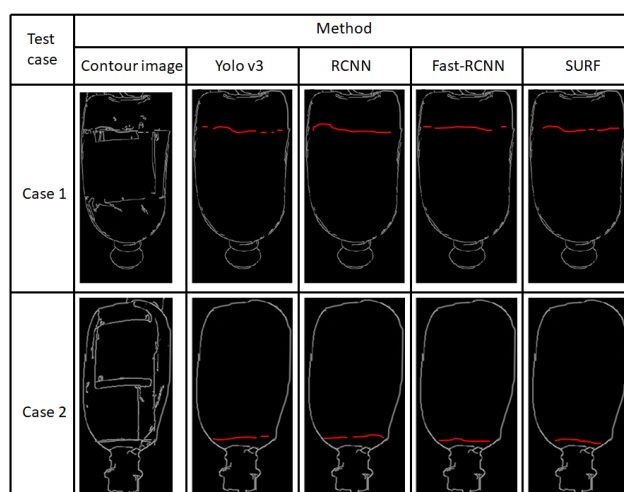 Test case
Method
Contour image
Yolo v3
RCNN
Fast-RCNN
SURF
Case 1
Case 2